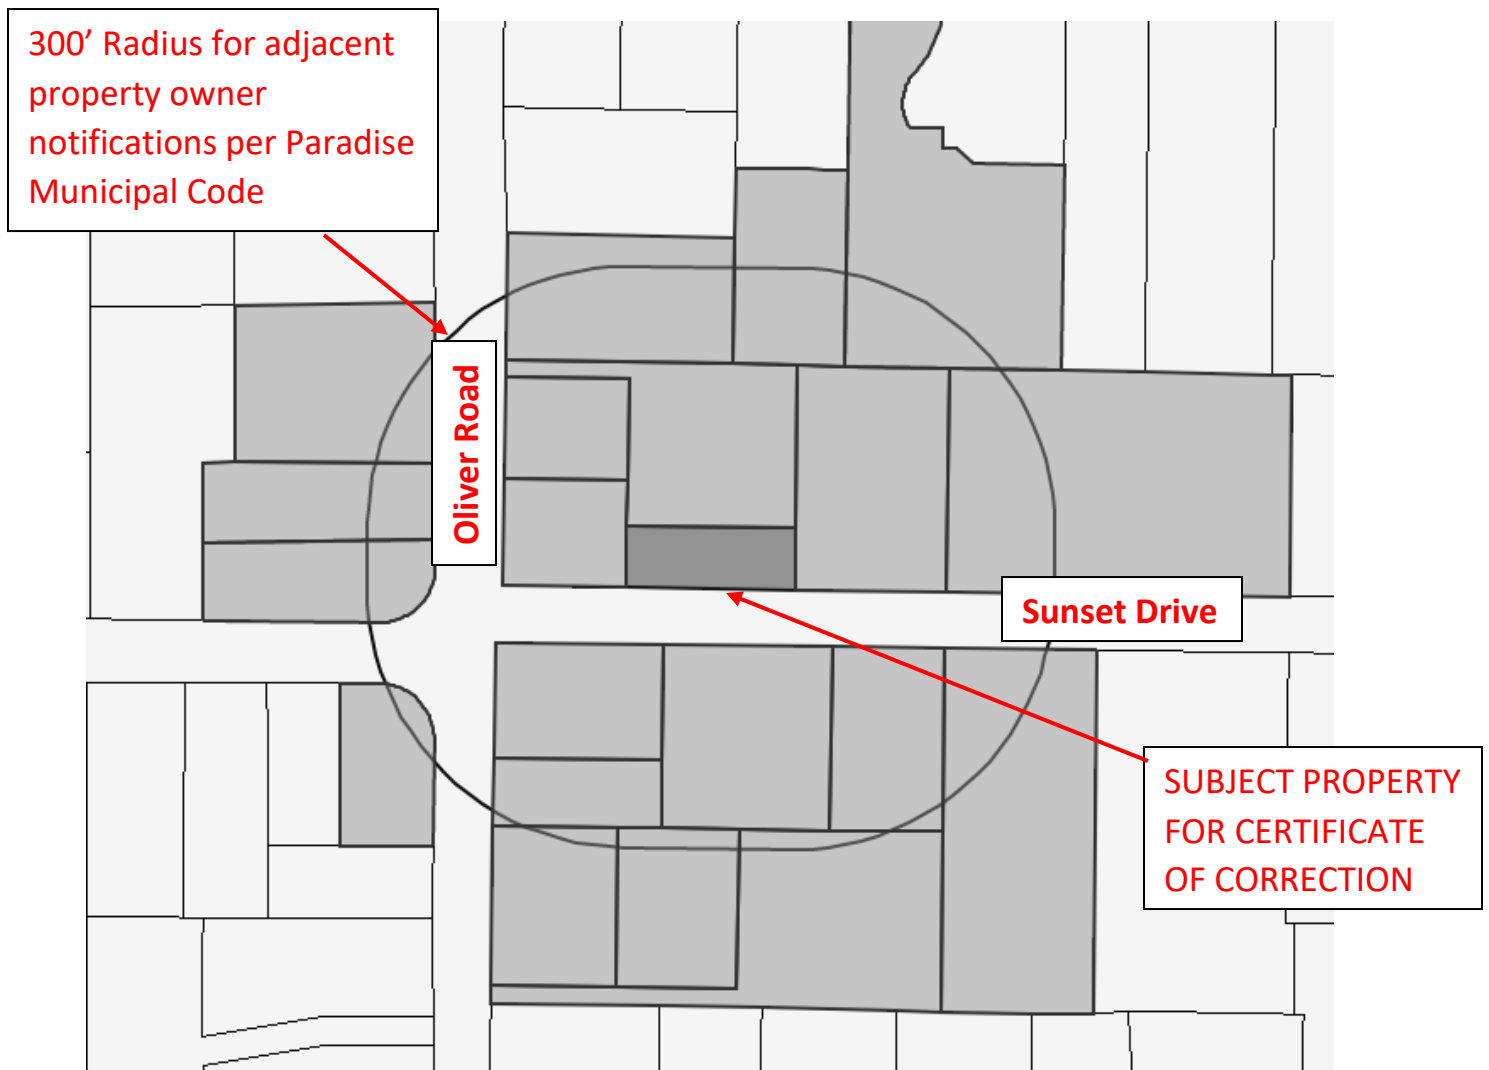 300’ Radius for adjacent
property owner
notifications per Paradise
Municipal Code
Oliver Road
Sunset Drive
SUBJECT PROPERTY
FOR CERTIFICATE
OF CORRECTION